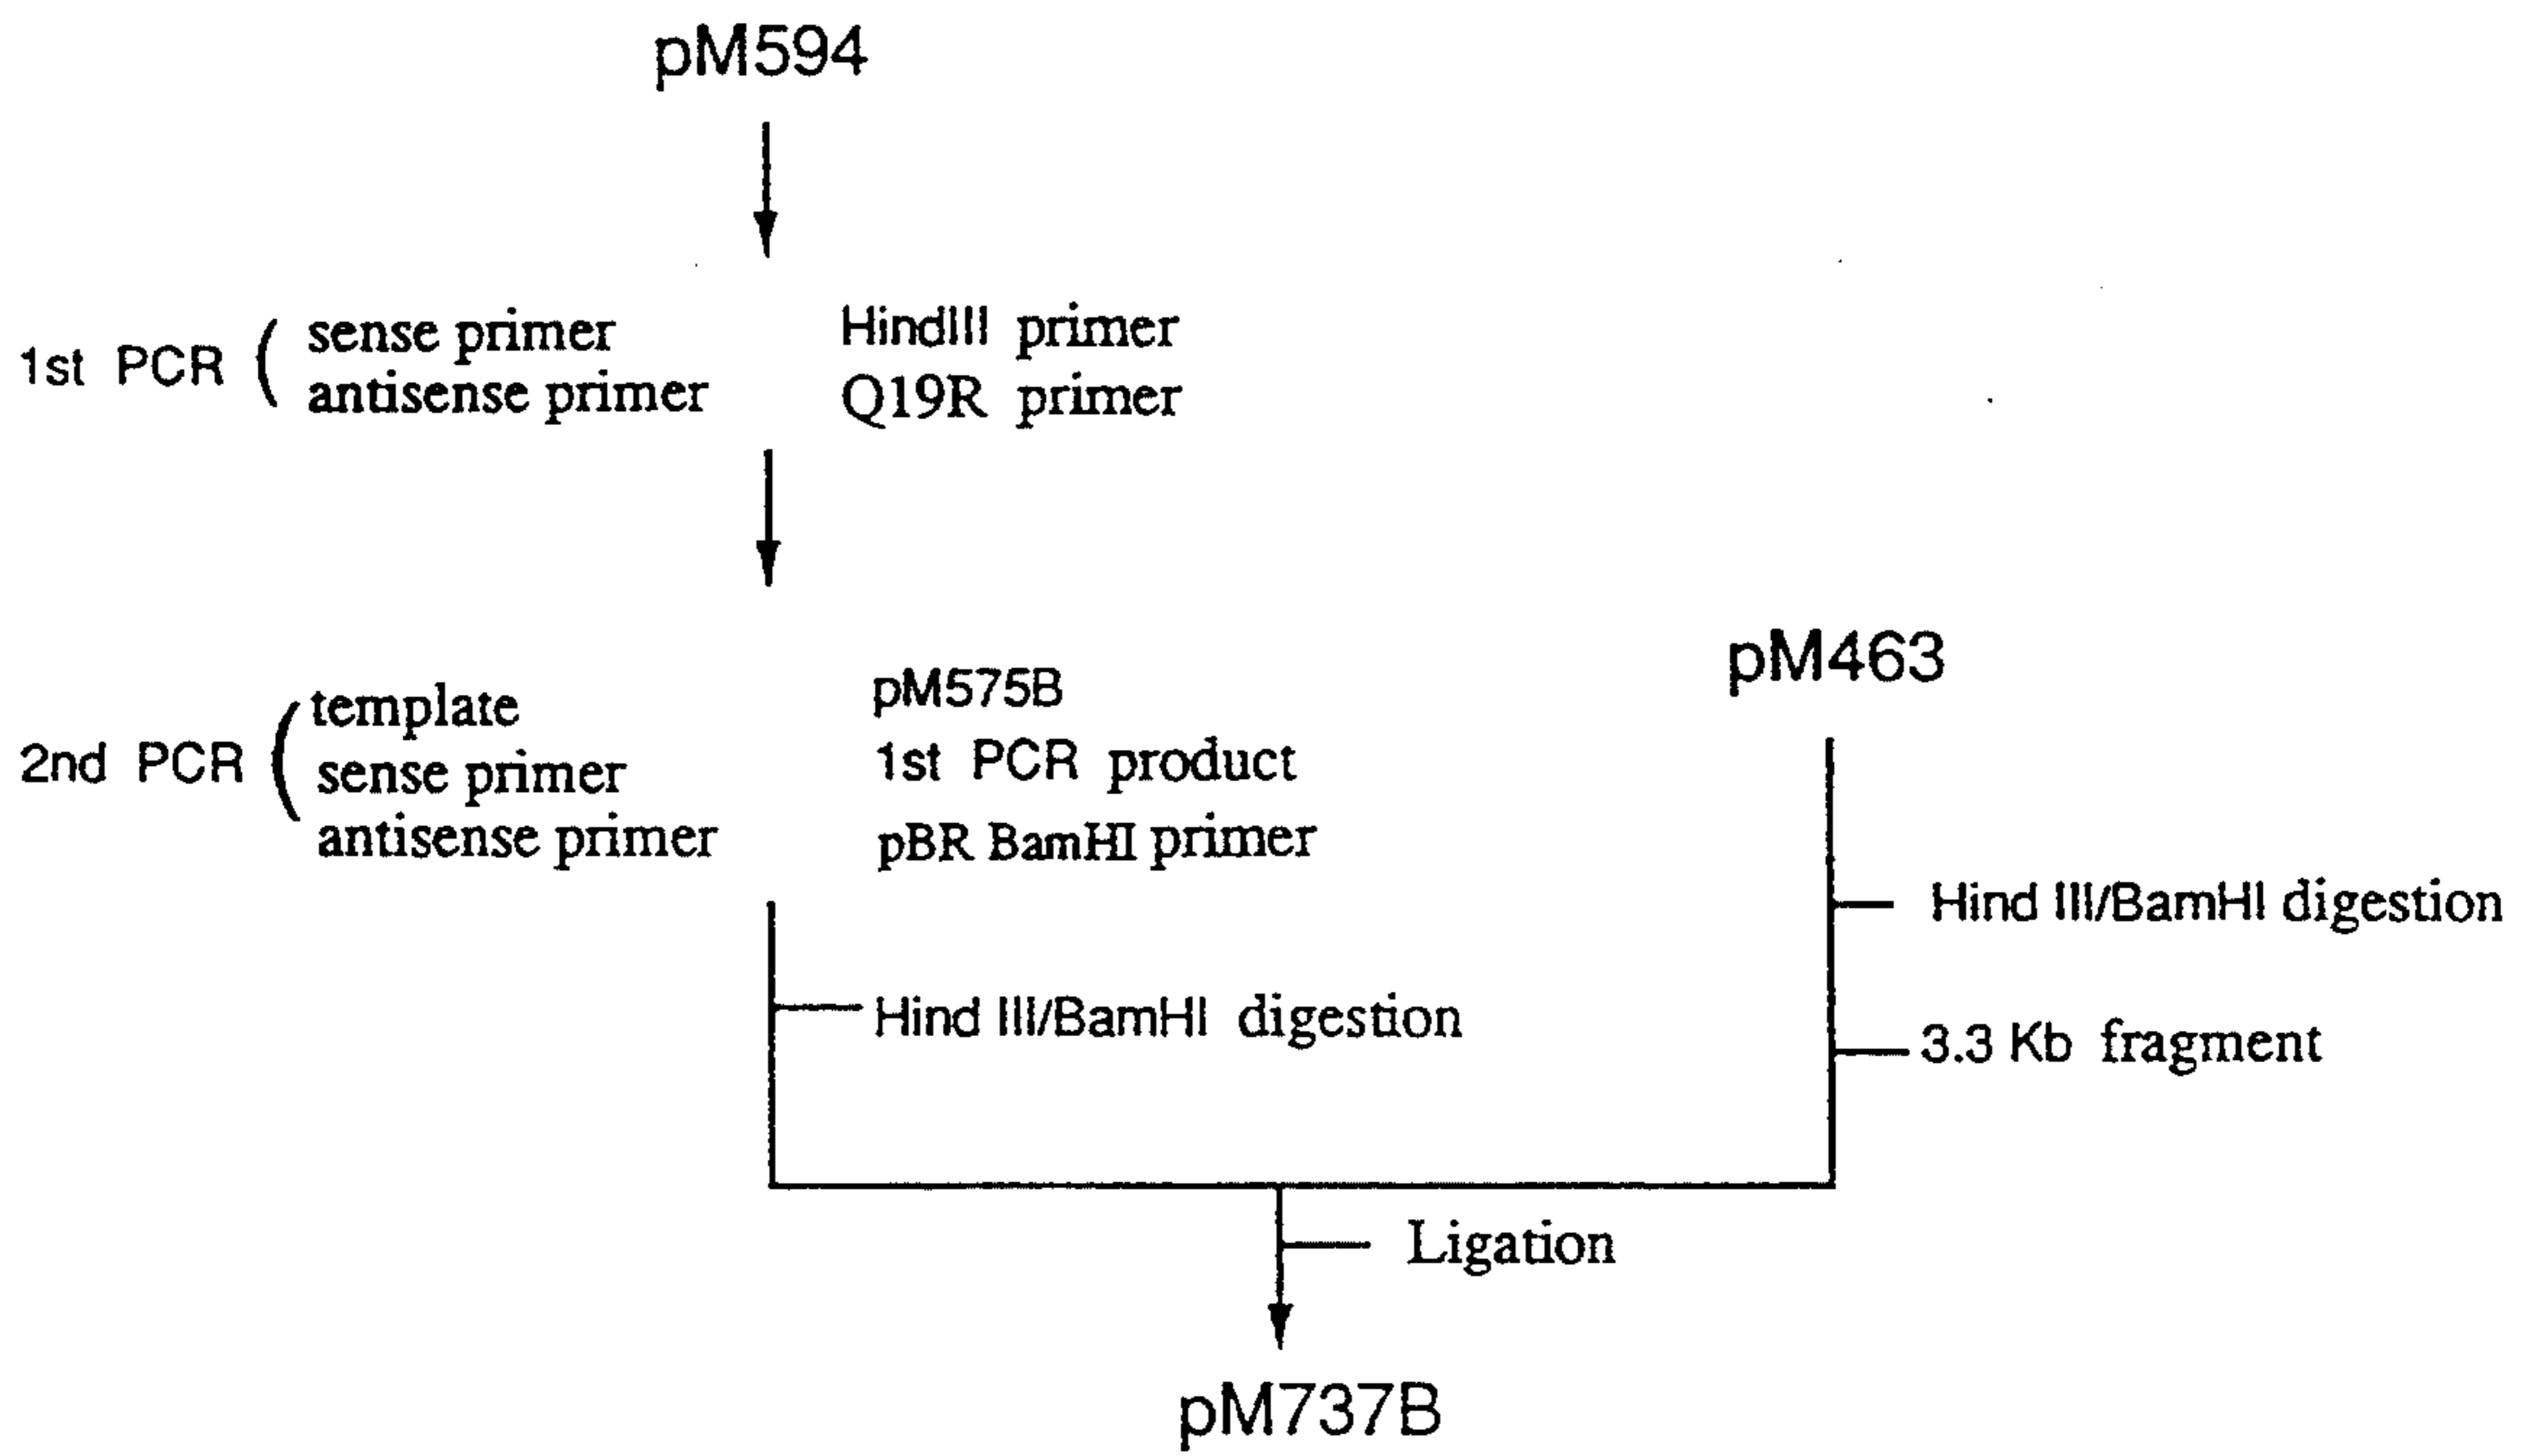 pM594
1st PCR ( sense primer HindIII primer
antisense primer Q19R primer
2nd PCR ( template pM575B
sense primer 1st PCR product
antisense primer pBR BamHI primer
pM463
Hind III/BamHI digestion
Hind III/BamHI digestion
3.3 Kb fragment
Ligation
pM737B